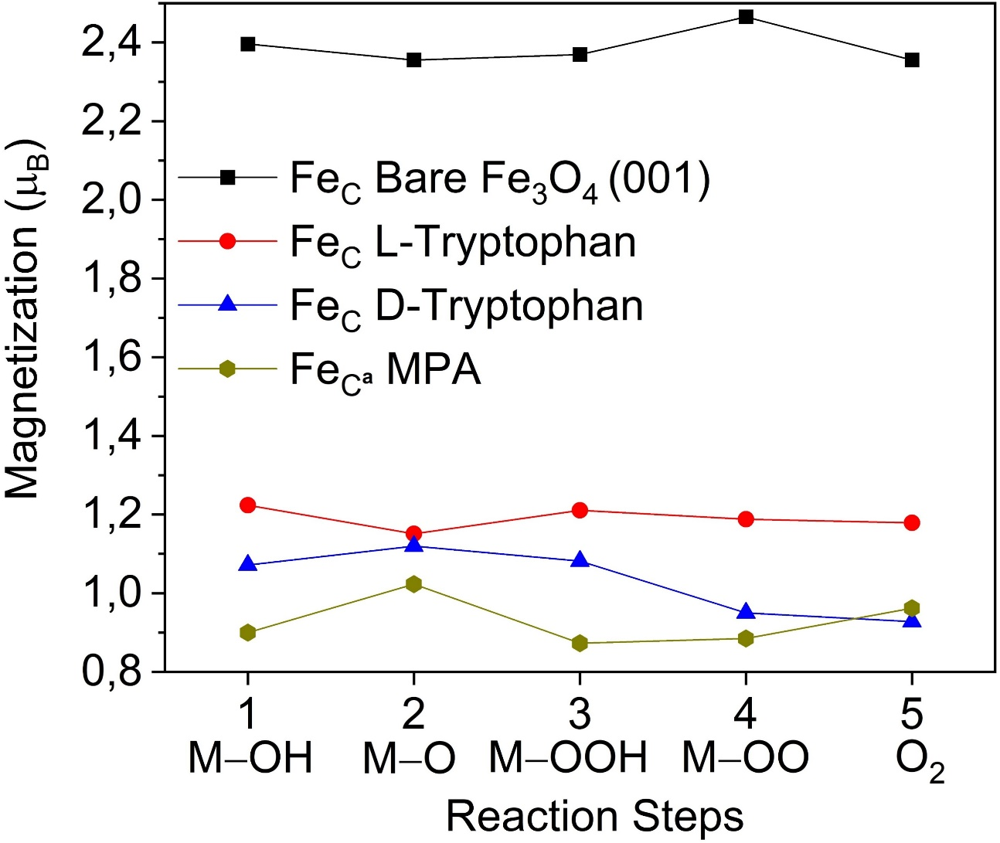 2,4
2,2
2,0
1,8
1,6
1,4
1,2
1,0
0,8
Magnetization (μB)
FeC Bare Fe3O4 (001)
FeC L-Tryptophan
FeC D-Tryptophan
FeCa MPA
1 2 3 4 5
M–OH M–O M–OOH M–OO O2
Reaction Steps